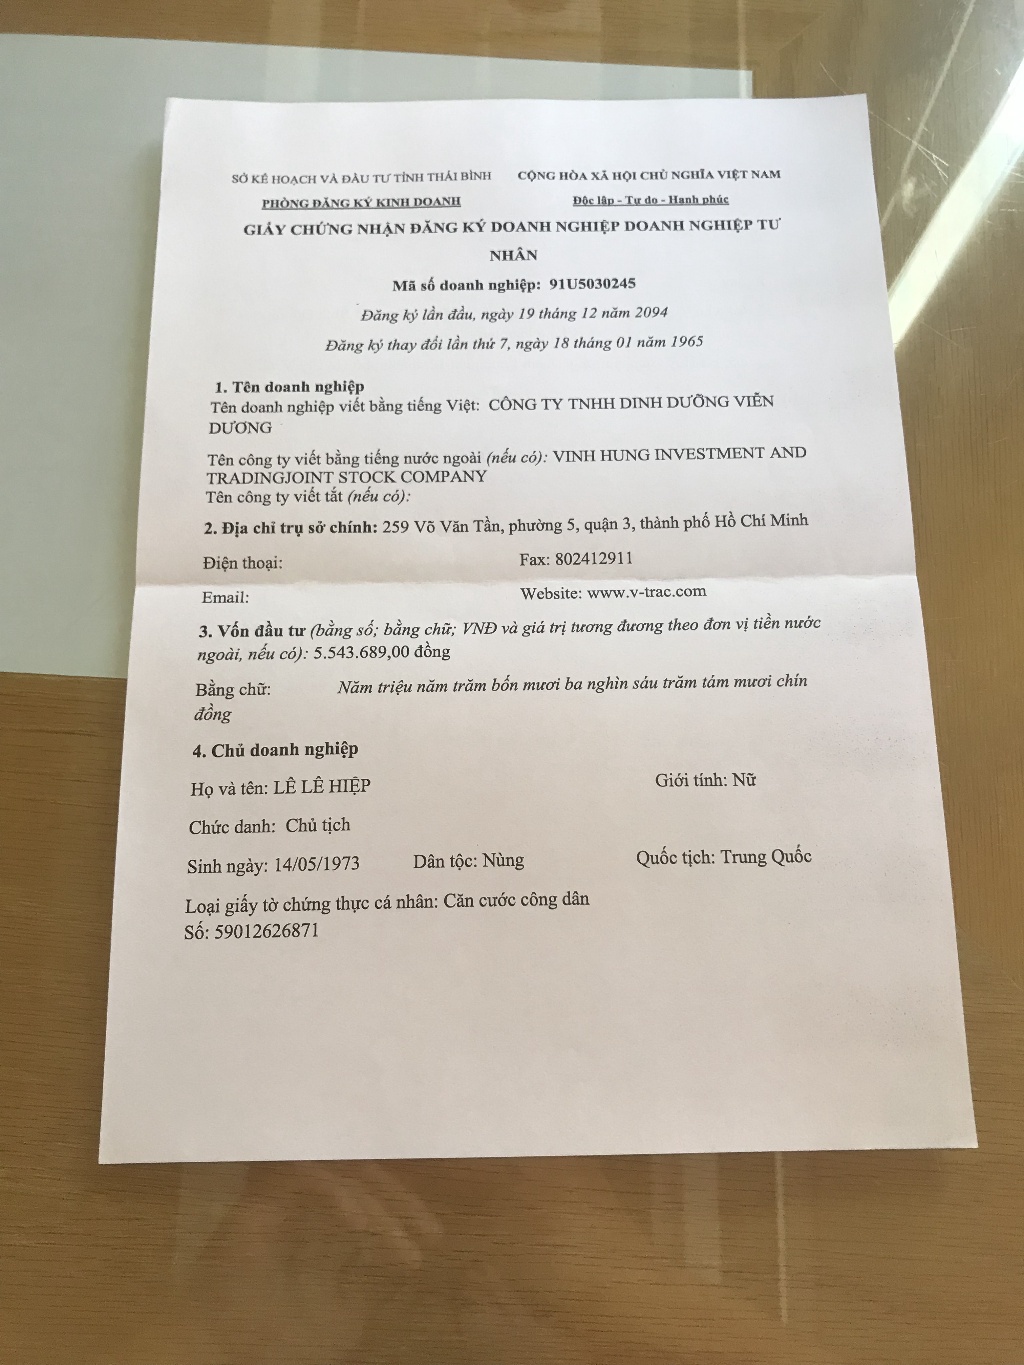 SỞ KẾ HOẠCH VÀ ĐẦU TƯ TỈNH THÁI BÌNH
PHÒNG ĐĂNG KÝ KINH DOANH
CỘNG HÒA XÃ HỘI CHỦ NGHĨA VIỆT NAM
Độc lập - Tự do - Hạnh phúc
GIẤY CHỨNG NHẬN ĐĂNG KÝ DOANH NGHIỆP DOANH NGHIỆP TƯ
NHÂN
Mã số doanh nghiệp: 91U5030245
Đăng ký lần đầu, ngày 19 tháng 12 năm 2094
Đăng ký thay đổi lần thứ 7, ngày 18 tháng 01 năm 1965
1. Tên doanh nghiệp
Tên doanh nghiệp viết bằng tiếng Việt: CÔNG TY TNHH DINH DƯỠNG VIỄN
DƯƠNG
Tên công ty viết bằng tiếng nước ngoài (nếu có): VINH HUNG INVESTMENT AND
TRADINGJOINT STOCK COMPANY
Tên công ty viết tắt (nếu có):
2. Địa chỉ trụ sở chính: 259 Võ Văn Tần, phường 5, quận 3, thành phố Hồ Chí Minh
Điện thoại: Fax: 802412911
Email: Website: www.v-trac.com
3. Vốn đầu tư (bằng số; bằng chữ; VNĐ và giá trị tương đương theo đơn vị tiền nước
ngoài, nếu có): 5.543.689,00 đồng
Bằng chữ: Năm triệu năm trăm bốn mươi ba nghìn sáu trăm tám mươi chín
đồng
4. Chủ doanh nghiệp
Họ và tên: LÊ LÊ HIỆP Giới tính: Nữ
Chức danh: Chủ tịch
Sinh ngày: 14/05/1973 Dân tộc: Nùng Quốc tịch: Trung Quốc
Loại giấy tờ chứng thực cá nhân: Căn cước công dân
Số: 59012626871